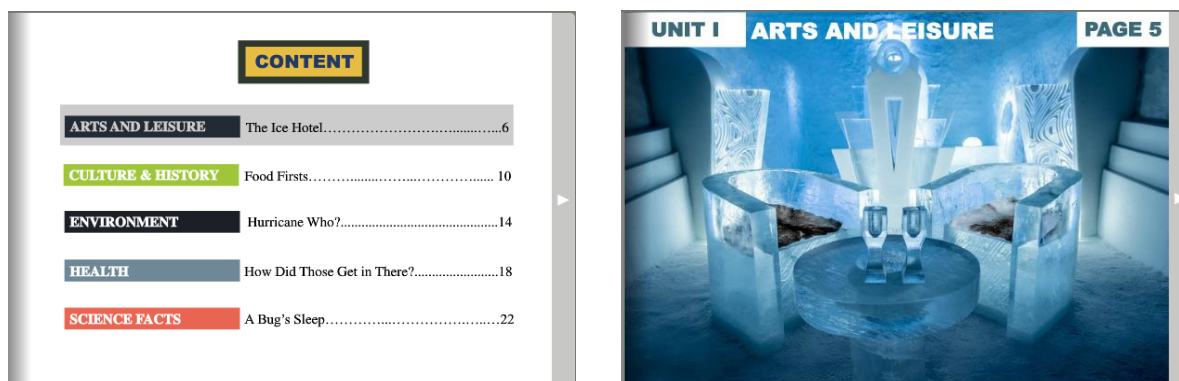 CONTENT
ARTS AND LEISURE The Ice Hotel……………………….…......…...6
CULTURE & HISTORY Food Firsts……….......……...…………...... 10
ENVIRONMENT Hurricane Who?.............................................14
HEALTH How Did Those Get in There?........................18
SCIENCE FACTS A Bug's Sleep…………...…………….….…22
UNIT I ARTS AND LEISURE PAGE 5